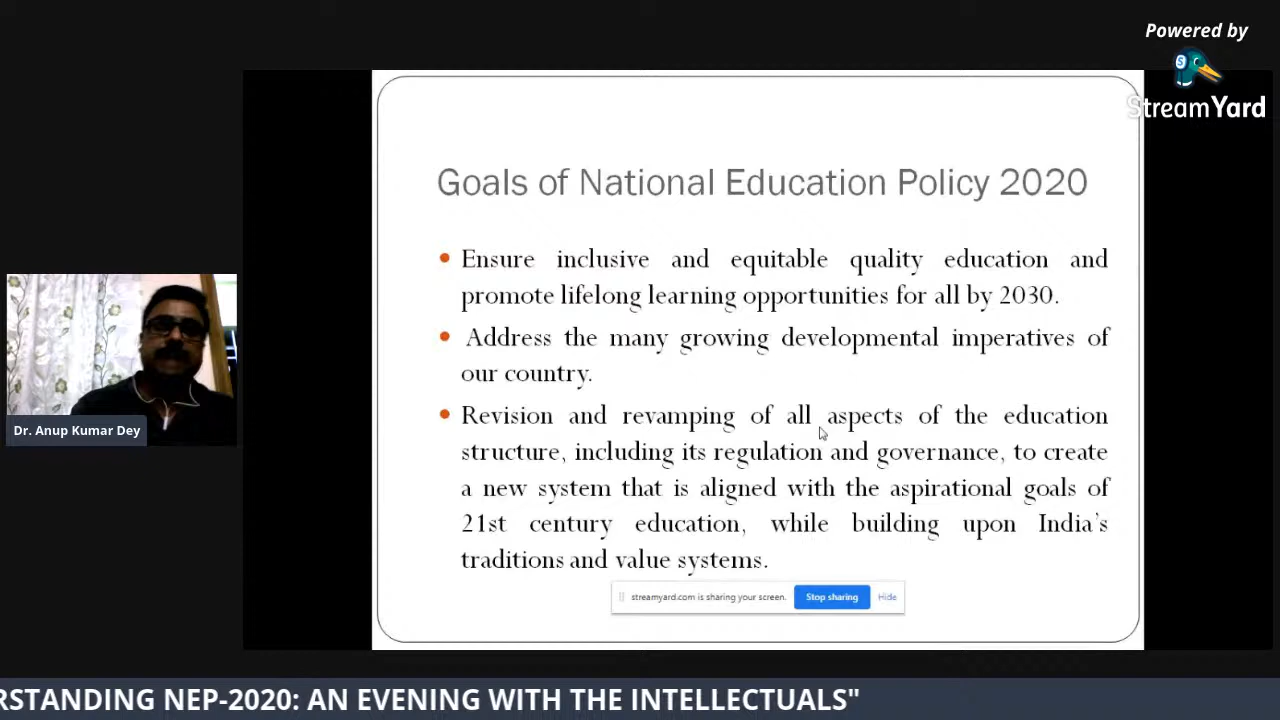 Powered by
StreamYard
Goals of National Education Policy 2020
• Ensure inclusive and equitable quality education and
promote lifelong learning opportunities for all by 2030.
• Address the many growing developmental imperatives of
our country.
• Revision and revamping of all aspects of the education
structure, including its regulation and governance, to create
a new system that is aligned with the aspirational goals of
21st century education, while building upon India's
traditions and value systems.
Dr. Anup Kumar Dey
streamyard.com is sharing your screen. Stop sharing Hide
RSTANDING NEP-2020: AN EVENING WITH THE INTELLECTUALS"